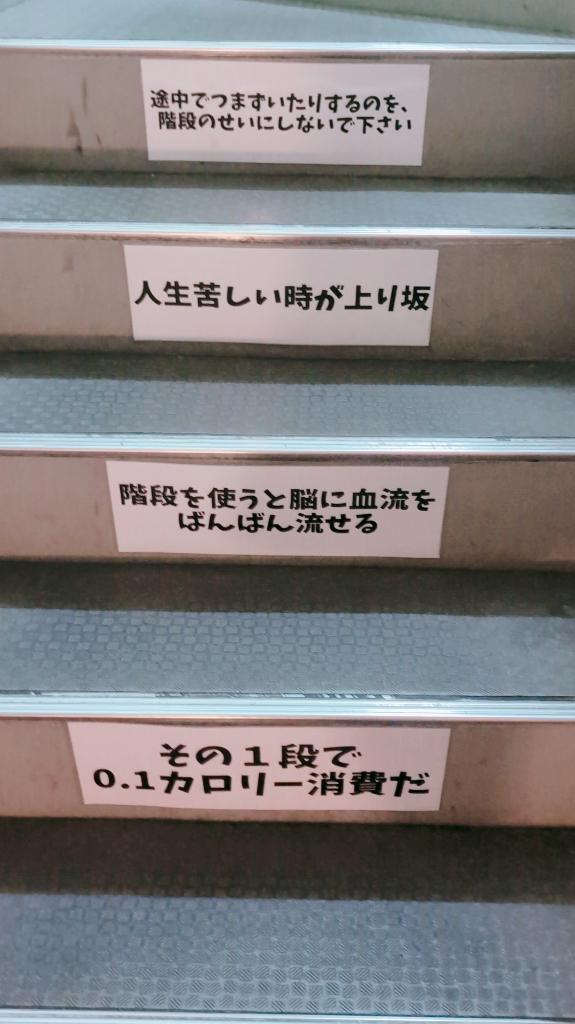 途中でつまずいたりするのを、
階段のせいにしないで下さい
人生苦しい時が上り坂
階段を使うと脳に血流を
ばんばん流せる
その1段で
0.1カロリー消費だ